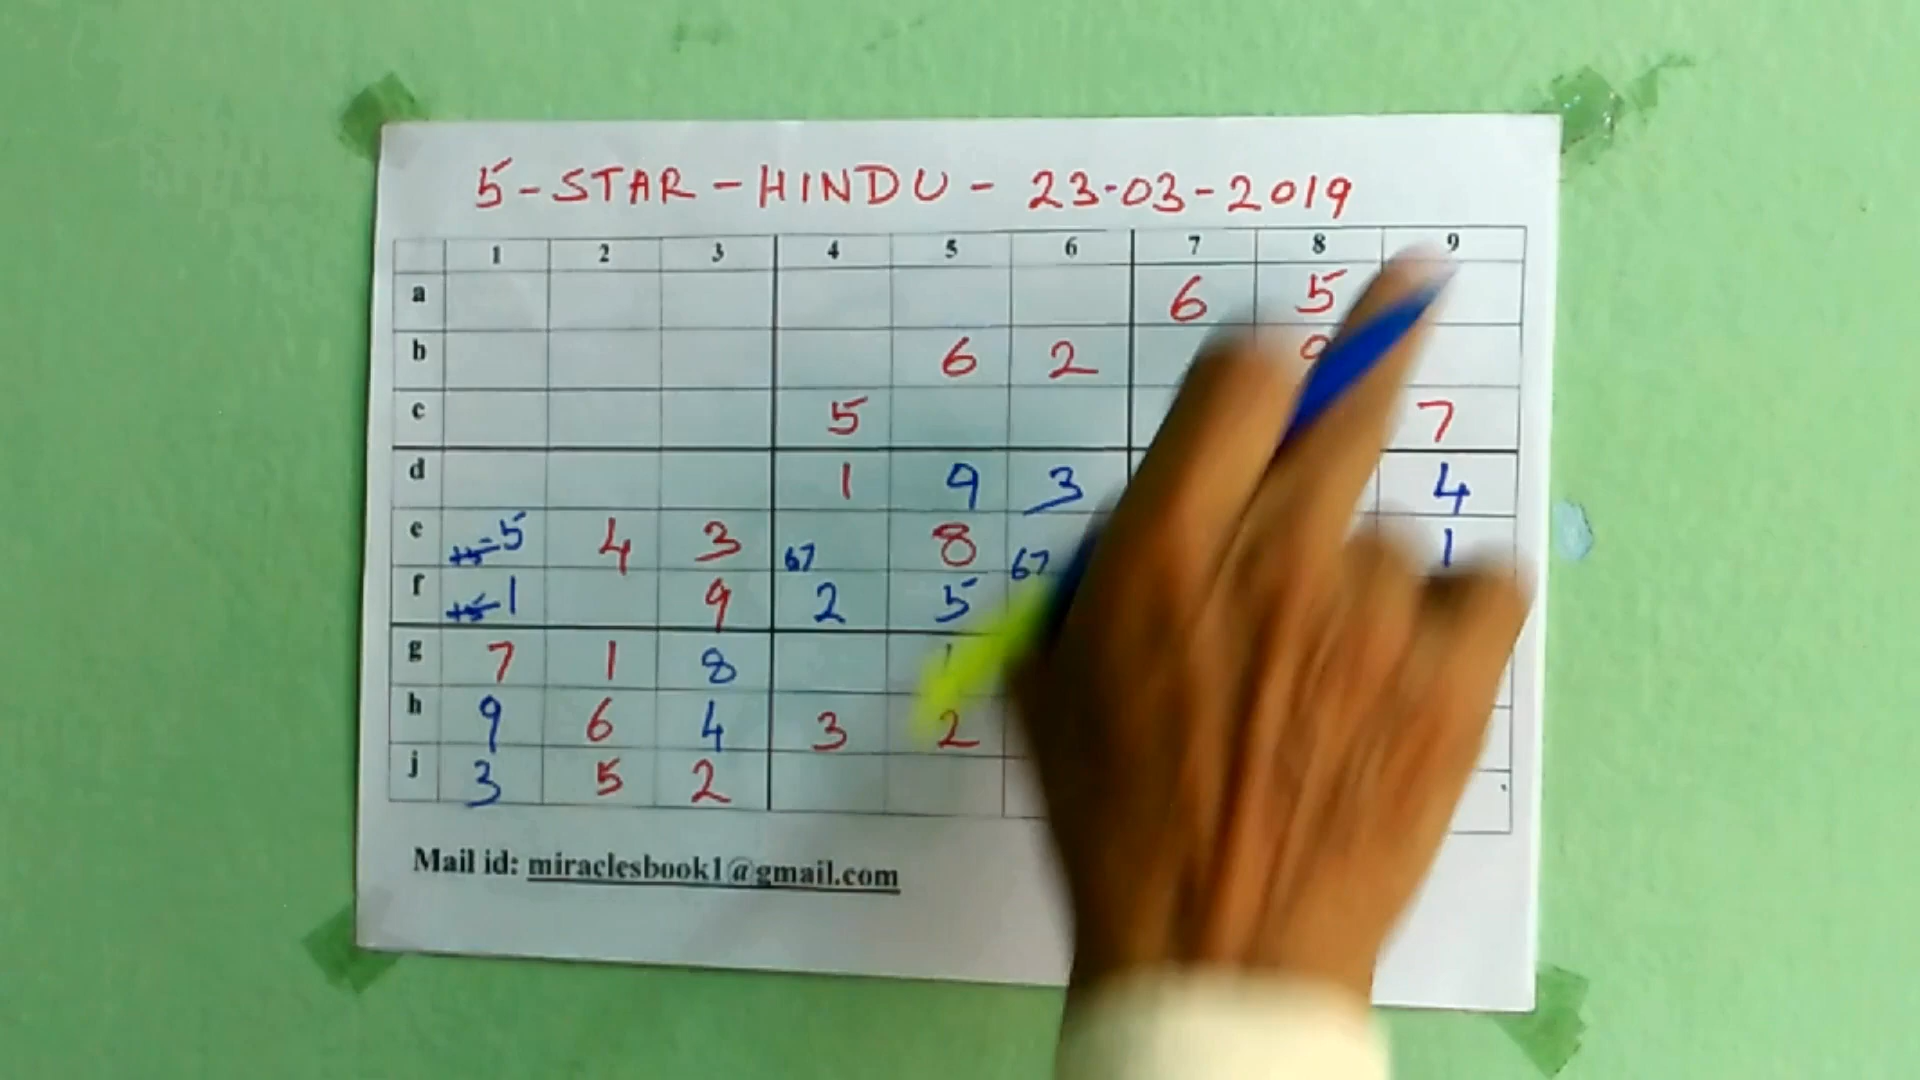 5-STAR-HINDU-23-03-2019
1 2 3 4 5 6 7 8 9
a 6 5
b 6 2 9
c 5 7
d 1 9 3 4
e 5 4 3 67 8 67 1
f 1 9 2 5
g 7 1 8
h 9 6 4 3 2
j 3 5 2
Mail id: miraclesbook1@gmail.com